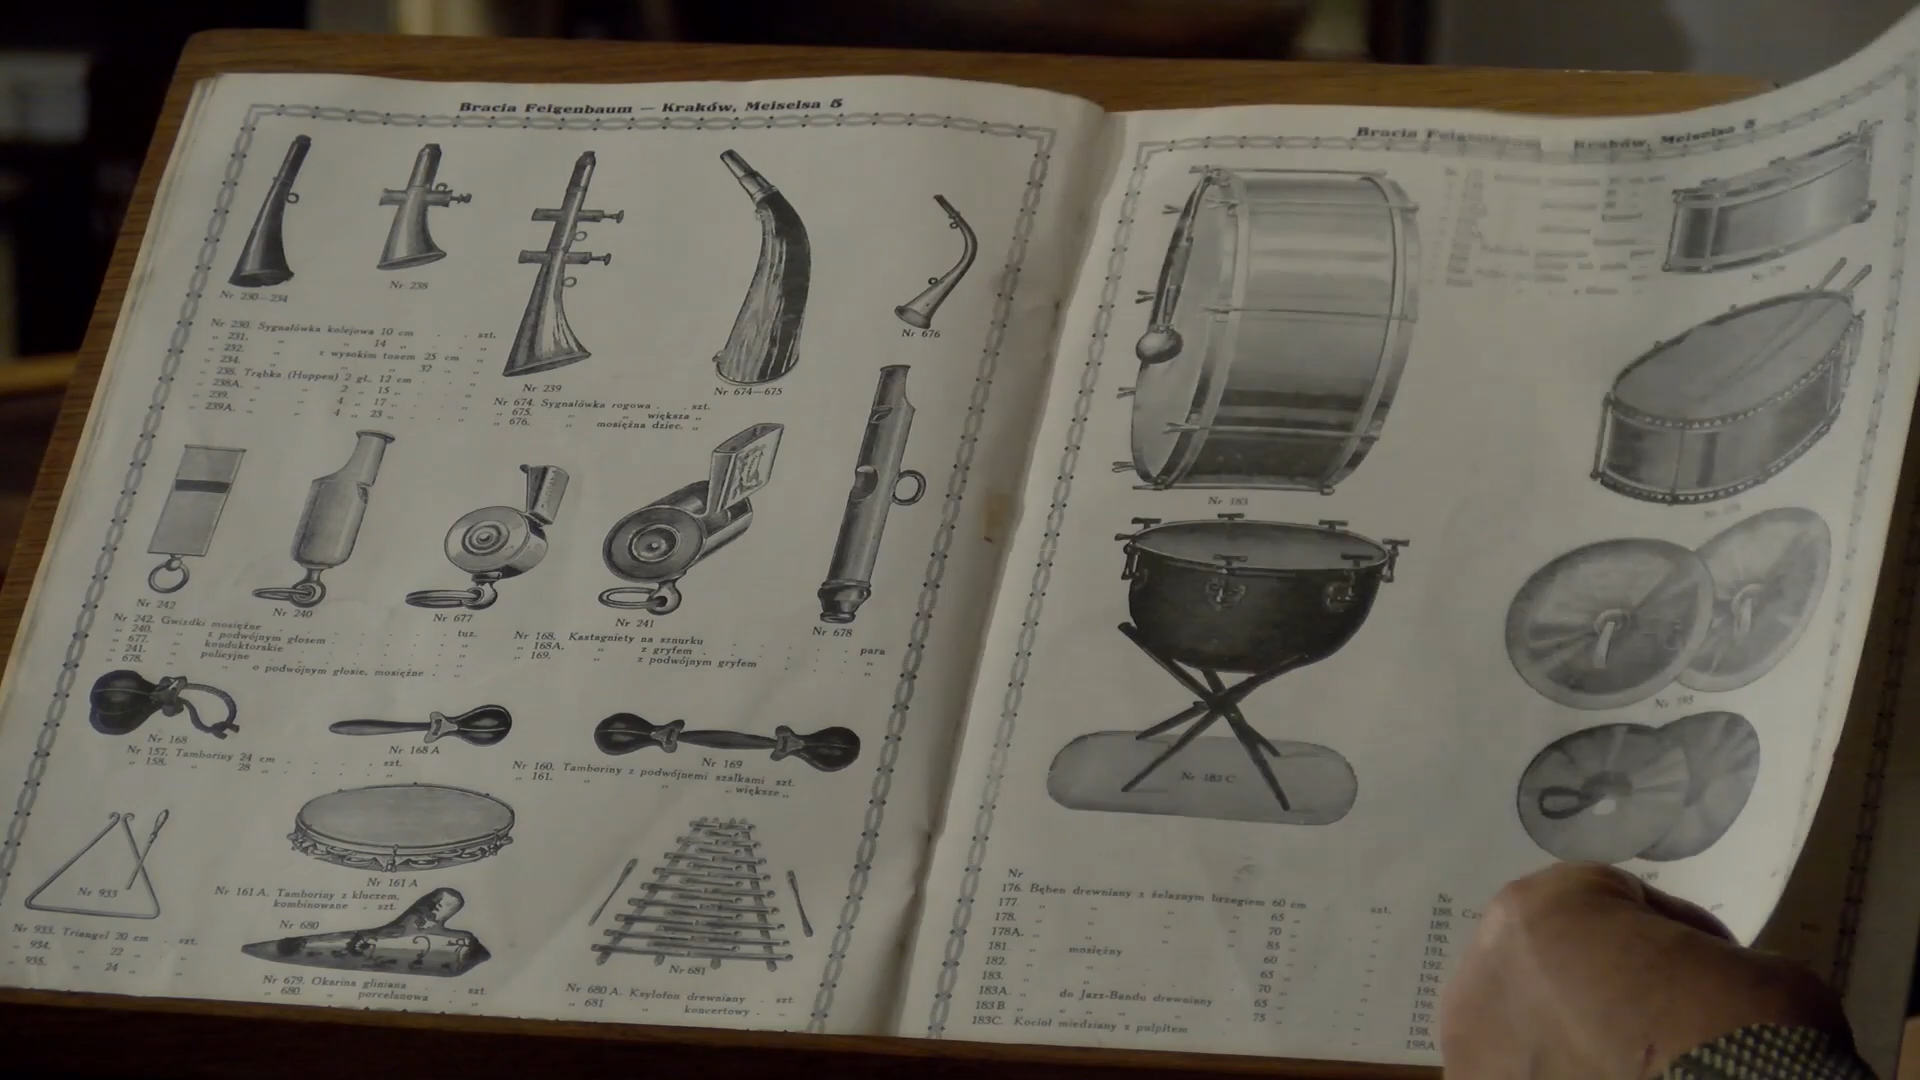 Bracia Feigenbaum — Kraków, Meiselsa 5
Nr 230—234
Nr 238
Nr 239
Nr 674—675
Nr 676
Nr 230. Sygnałówka kolejowa 10 cm . . szt.
„ 231. „ „ 14 „ . . „
„ 232. „ z wysokim tonem 25 cm . „
„ 234. „ „ „ 32 „ . „
„ 238. Trąbka (Huppen) 2 gł. 12 cm . . „
„ 238A. „ „ 2 „ 15 „ . . „
„ 239. „ „ 4 „ 17 „ . . „
„ 239A. „ „ 4 „ 23 „ . . „
Nr 674. Sygnałówka rogowa . . szt.
„ 675. „ „ większa „
„ 676. „ mosiężna dziec. „
Nr 242
Nr 240
Nr 677
Nr 241
Nr 678
Nr 242. Gwizdki mosiężne . . . . . tuz.
„ 240. „ z podwójnym głosem . . . . „
„ 677. „ konduktorskie . . . . „
„ 241. „ policyjne . . . . „
„ 678. „ „ o podwójnym głosie, mosiężne . „
Nr 168. Kastagniety na sznurku . . . para
„ 168A. „ z gryfem . . . . „
„ 169. „ z podwójnym gryfem . . „
Nr 168
Nr 168 A
Nr 169
Nr 157. Tamboriny 24 cm . . . . szt.
„ 158. „ 28 „ . . . . „
Nr 160. Tamboriny z podwójnemi szalkami szt.
„ 161. „ „ „ większe „
Nr 933
Nr 161 A
Nr 161 A. Tamboriny z kluczem,
kombinowane . szt.
Nr 680
Nr 681
Nr 933. Triangel 20 cm . szt.
„ 934. „ 22 „ . „
„ 935. „ 24 „ . „
Nr 679. Okarina gliniana . . szt.
„ 680. „ porcelanowa . „
Nr 680 A. Ksylofon drewniany . szt.
„ 681 „ koncertowy . „
Bracia Feigenbaum Kraków, Meiselsa 5
Nr 183
Nr 183 C
Nr 195
Nr
176. Bęben drewniany z żelaznym brzegiem 60 cm . . szt.
177. „ „ „ „ 65 „ . . „
178. „ „ „ „ 70 „ . . „
178A. „ „ „ „ 85 „ . . „
181. „ mosiężny „ „ 60 „ . . „
182. „ „ . . . 65 „ . . „
183. „ „ . . . 70 „ . . „
183A. „ do Jazz-Bandu drewniany 65 „ . . „
183B. „ „ „ „ 75 „ . . „
183C. Kocioł miedziany z pulpitem . . . „
Nr
188.
189.
190.
191.
192.
194.
195.
196.
197.
198.
198A.